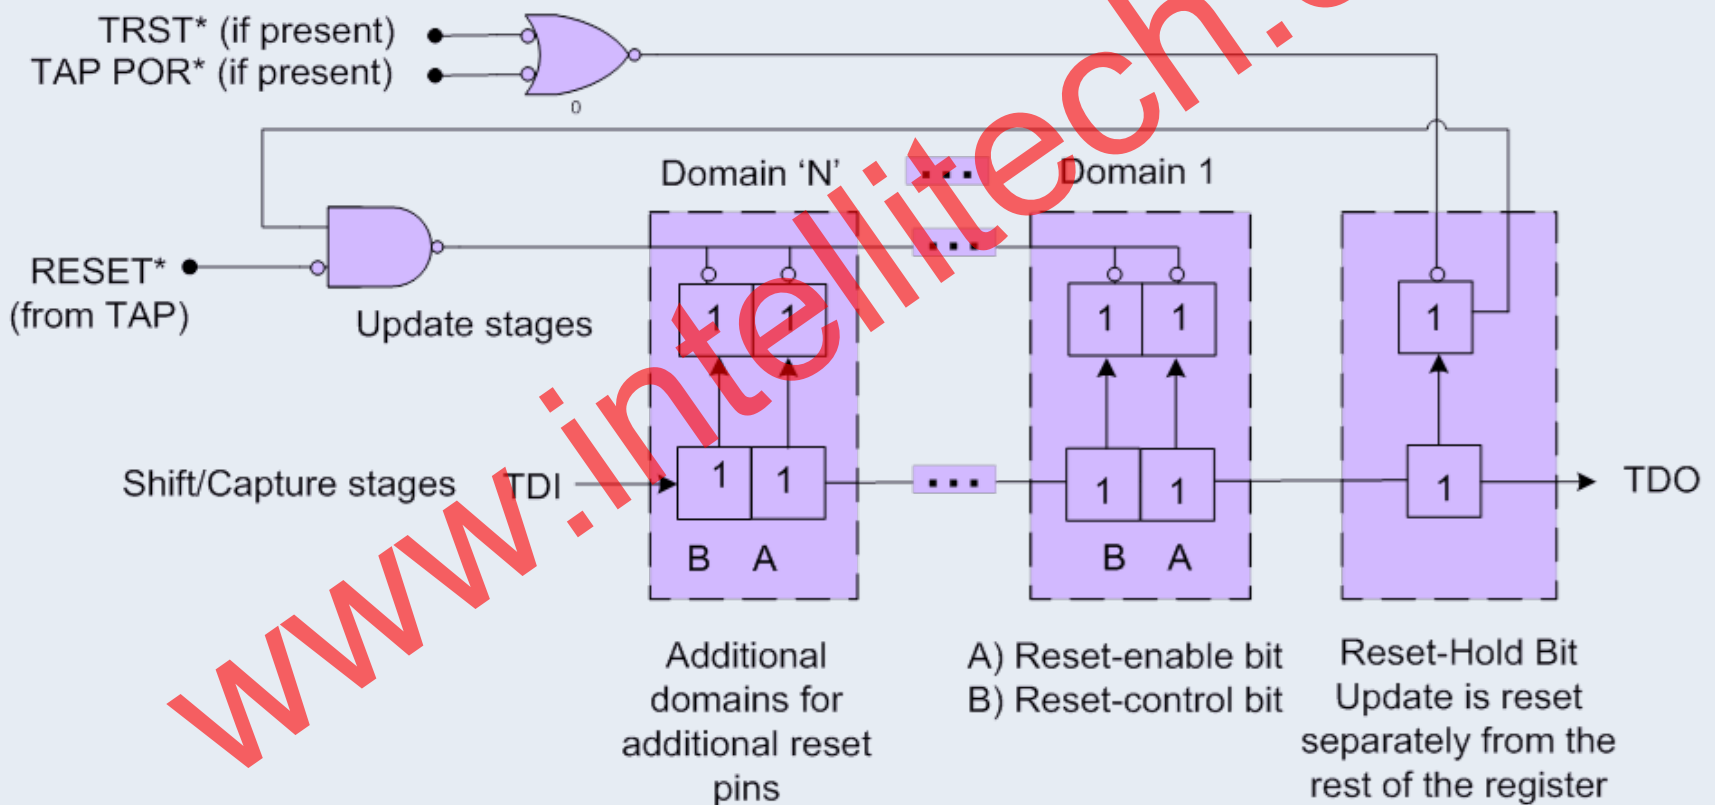 TRST* (if present)
TAP POR* (if present)
0
Domain ‘N’ ... Domain 1
...
RESET*
(from TAP)
Update stages
1 1 1 1 1
Shift/Capture stages TDI 1 1 ... 1 1 1 TDO
B A B A
Additional
domains for
additional reset
pins
A) Reset-enable bit
B) Reset-control bit
Reset-Hold Bit
Update is reset
separately from the
rest of the register
www.intellitech.